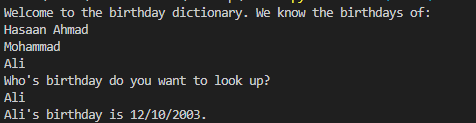 Welcome to the birthday dictionary. We know the birthdays of:
Hasaan Ahmad
Mohammad
Ali
Who's birthday do you want to look up?
Ali
Ali's birthday is 12/10/2003.